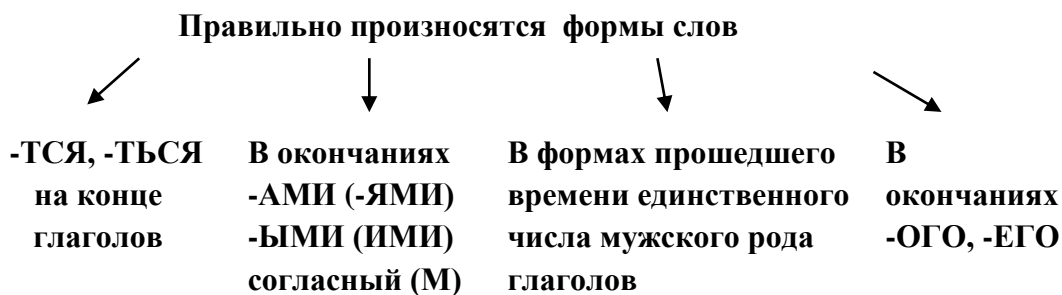 Правильно произносятся формы слов
-ТСЯ, -ТЬСЯ
на конце
глаголов
В окончаниях
-АМИ (-ЯМИ)
-ЫМИ (ИМИ)
согласный (М)
В формах прошедшего
времени единственного
числа мужского рода
глаголов
В
окончаниях
-ОГО, -ЕГО